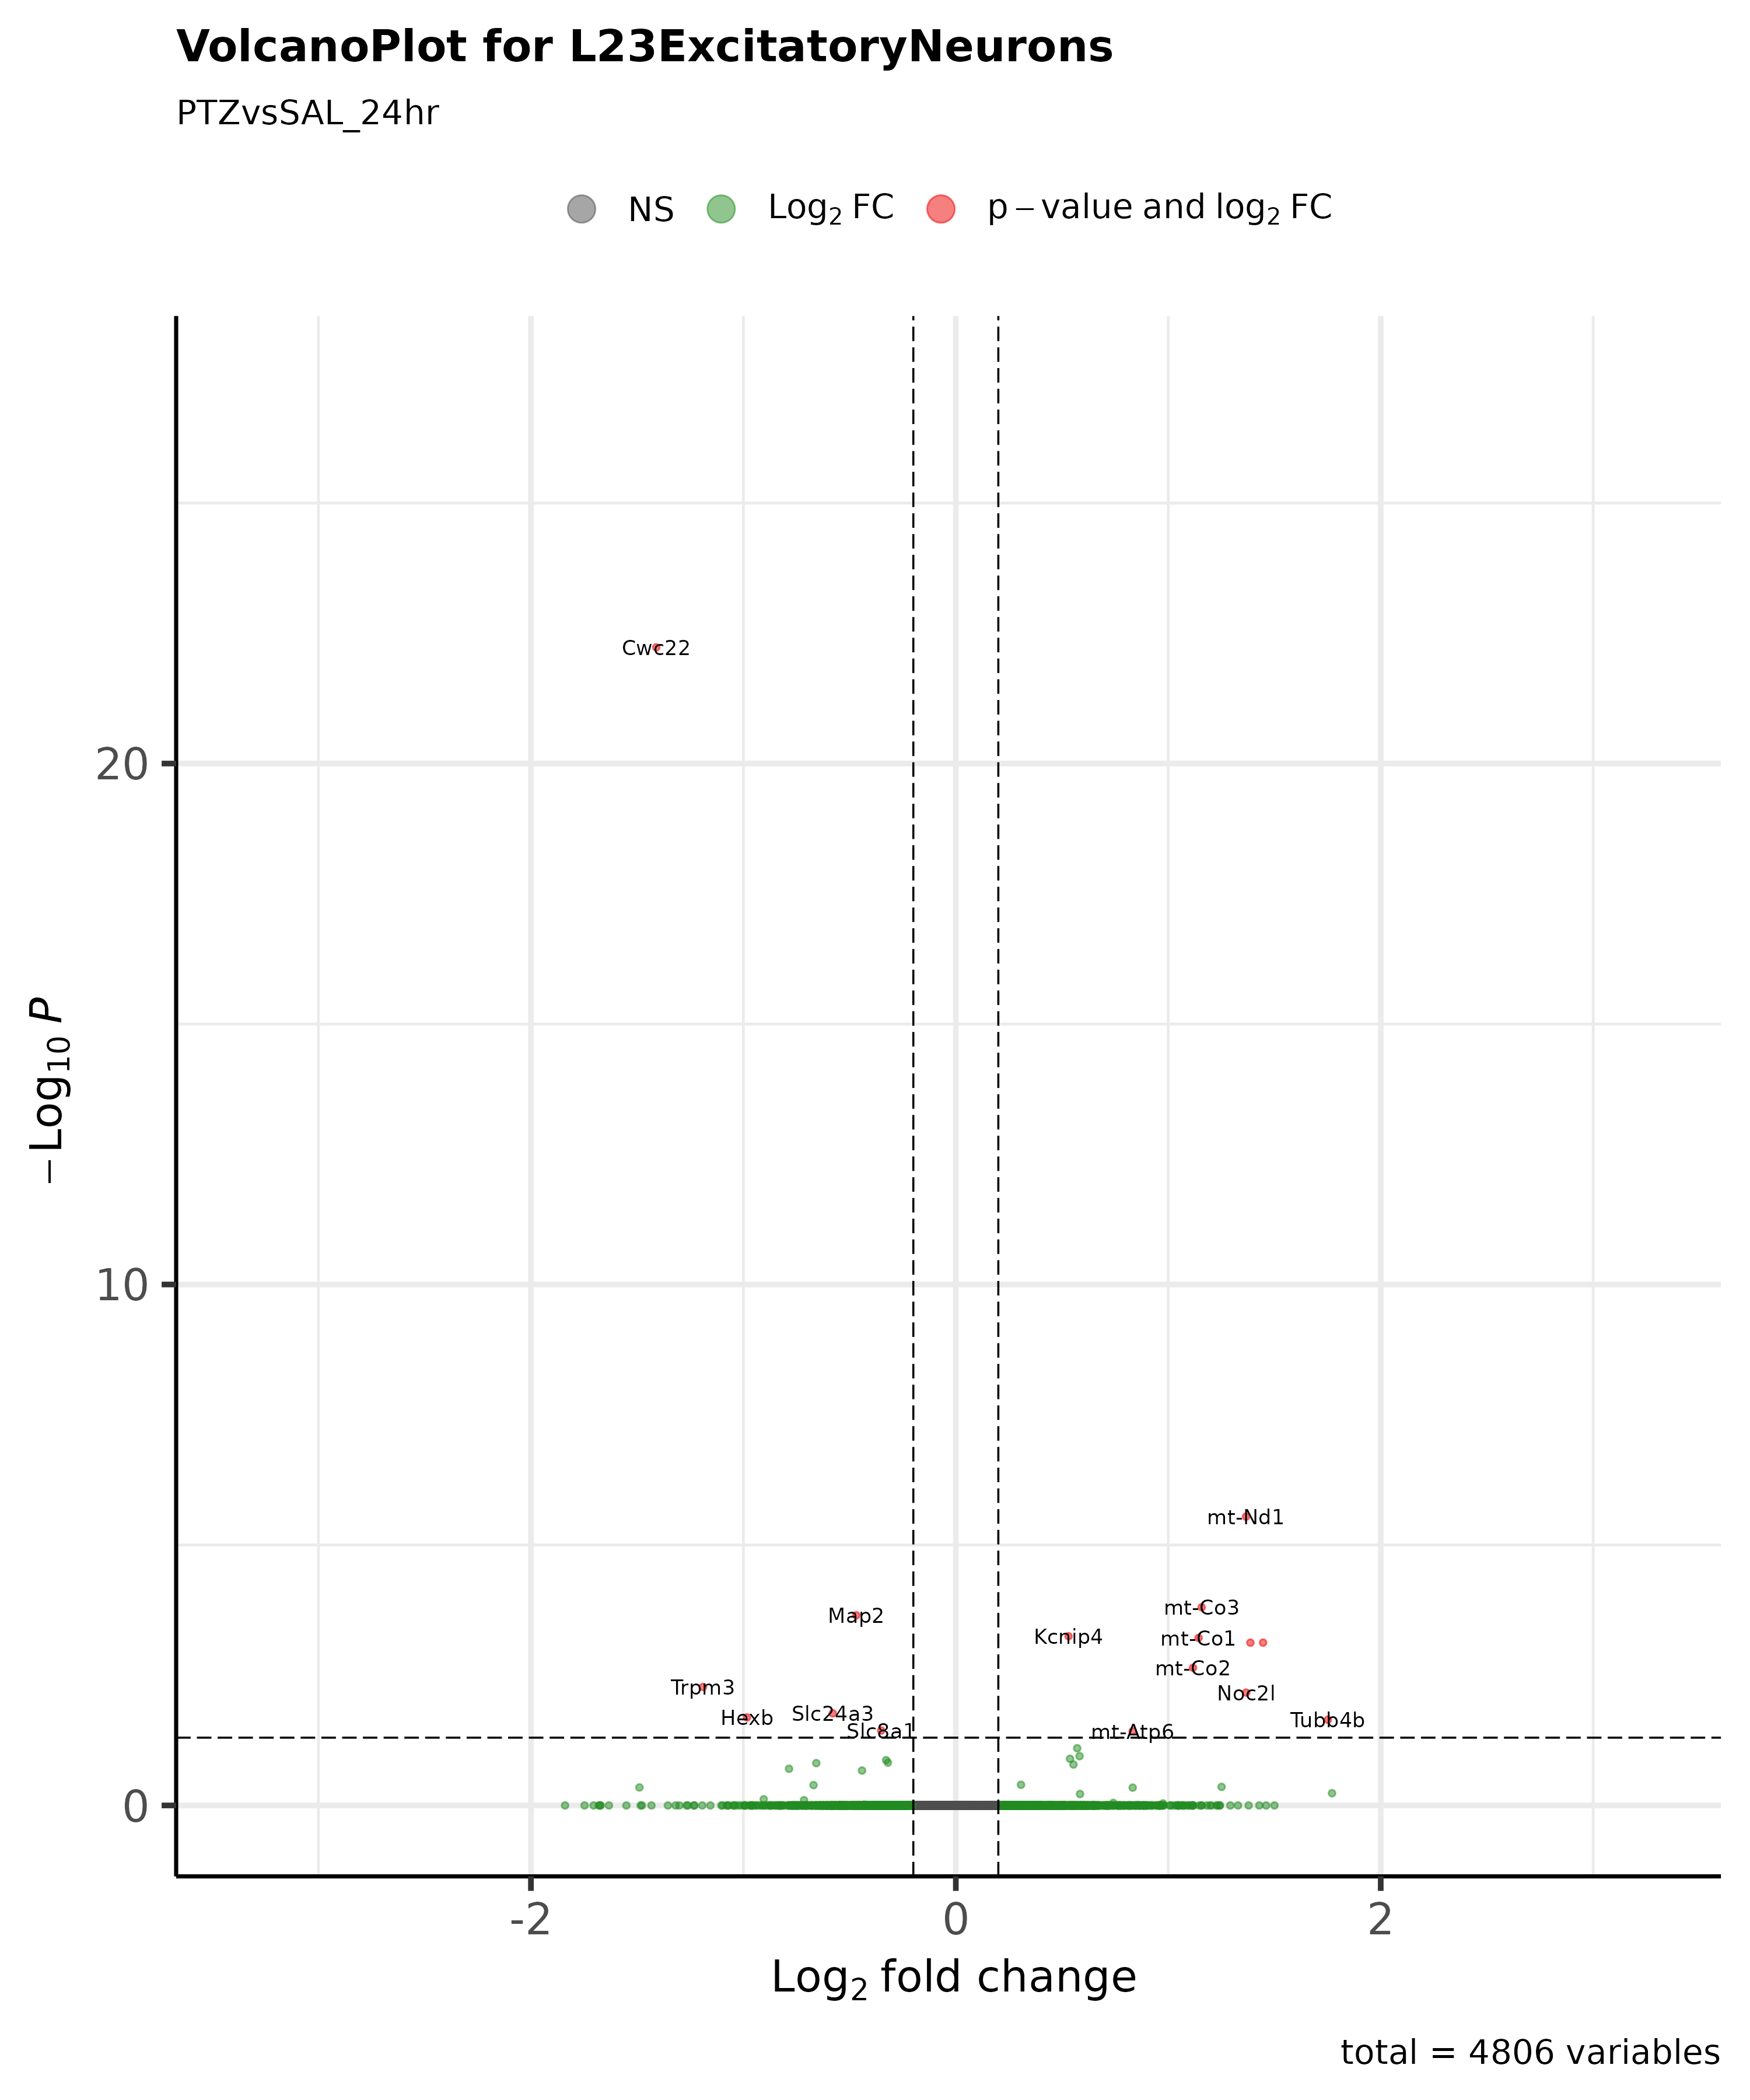 VolcanoPlot for L23ExcitatoryNeurons
PTZvsSAL_24hr
NS Log₂ FC p – value and log₂ FC
Cwc22
20
−Log₁₀ P
10
mt-Nd1
mt-Co3
Map2
Kcnip4
mt-Co1
mt-Co2
Trpm3
Noc2l
Slc24a3
Hexb
Tubb4b
Slc8a1
mt-Atp6
0
-2 0 2
Log₂ fold change
total = 4806 variables